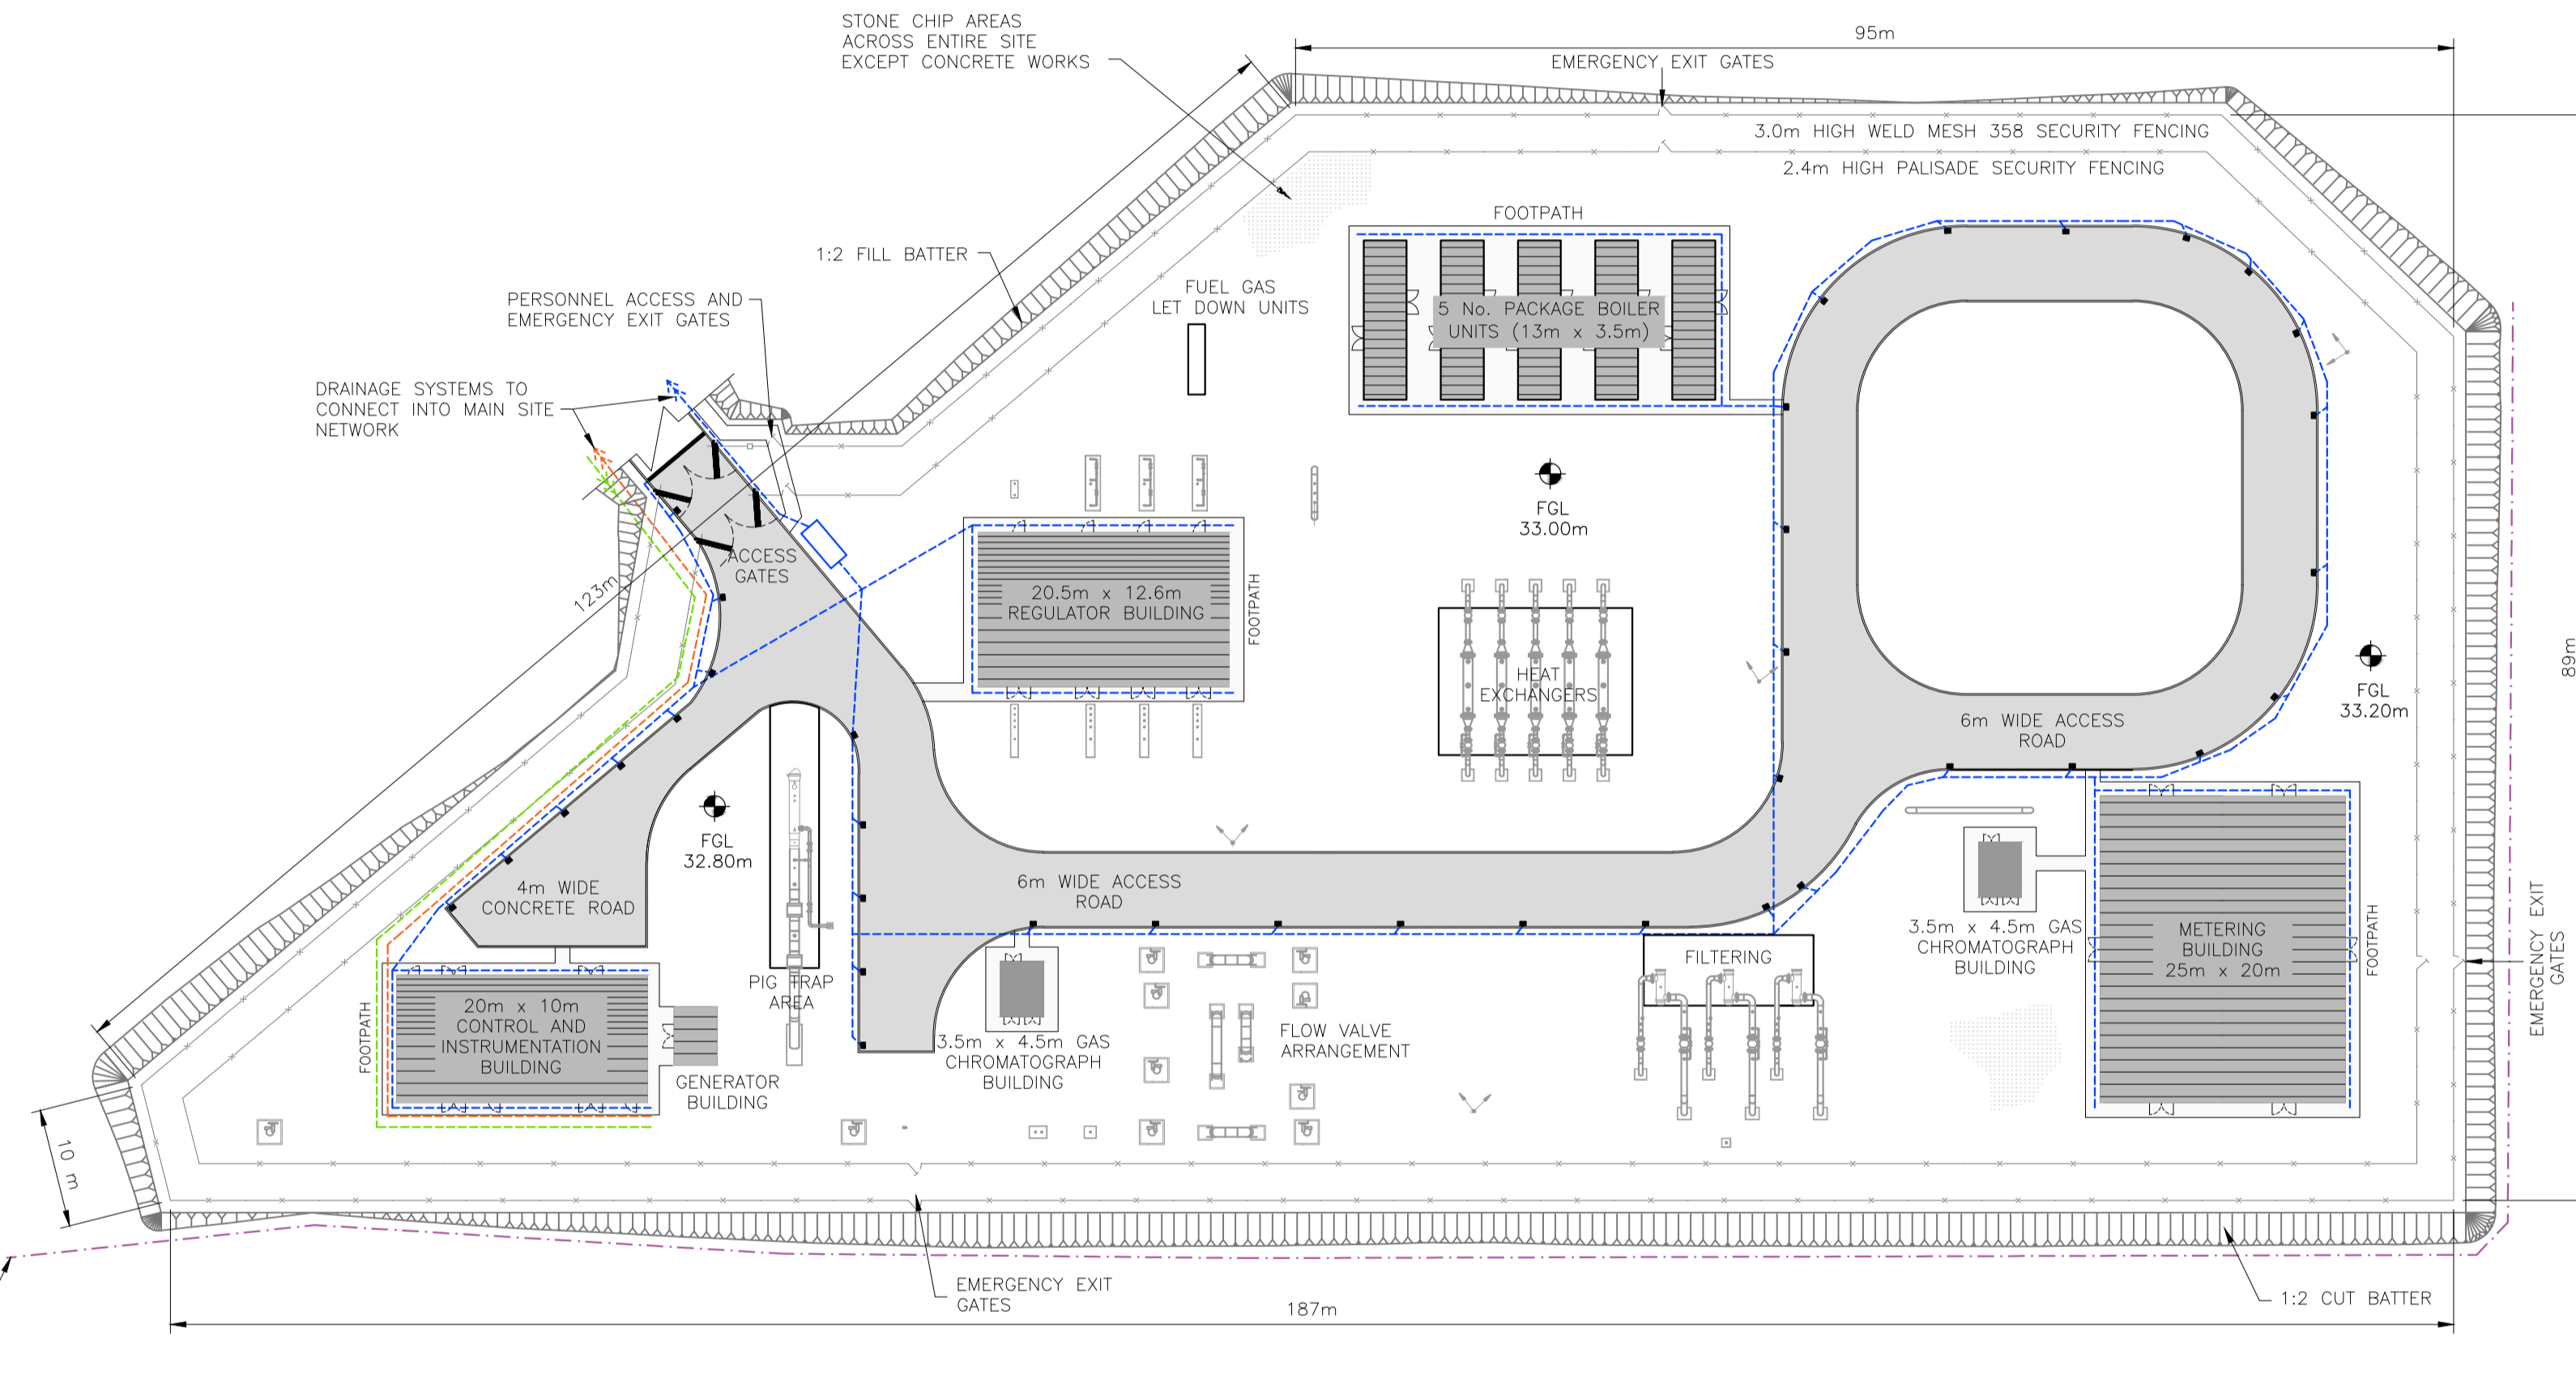 STONE CHIP AREAS
ACROSS ENTIRE SITE
EXCEPT CONCRETE WORKS
95m
EMERGENCY EXIT GATES
3.0m HIGH WELD MESH 358 SECURITY FENCING
2.4m HIGH PALISADE SECURITY FENCING
FOOTPATH
1:2 FILL BATTER
FUEL GAS
LET DOWN UNITS
PERSONNEL ACCESS AND
EMERGENCY EXIT GATES
5 No. PACKAGE BOILER
UNITS (13m x 3.5m)
DRAINAGE SYSTEMS TO
CONNECT INTO MAIN SITE
NETWORK
FGL
33.00m
ACCESS
GATES
123m
20.5m x 12.6m
REGULATOR BUILDING
FOOTPATH
HEAT
EXCHANGERS
89m
FGL
33.20m
6m WIDE ACCESS
ROAD
FGL
32.80m
4m WIDE
CONCRETE ROAD
6m WIDE ACCESS
ROAD
3.5m x 4.5m GAS
CHROMATOGRAPH
BUILDING
METERING
BUILDING
25m x 20m
FOOTPATH
EMERGENCY EXIT
GATES
FILTERING
PIG TRAP
AREA
FOOTPATH
20m x 10m
CONTROL AND
INSTRUMENTATION
BUILDING
3.5m x 4.5m GAS
CHROMATOGRAPH
BUILDING
FLOW VALVE
ARRANGEMENT
GENERATOR
BUILDING
10 m
EMERGENCY EXIT
GATES
187m
1:2 CUT BATTER